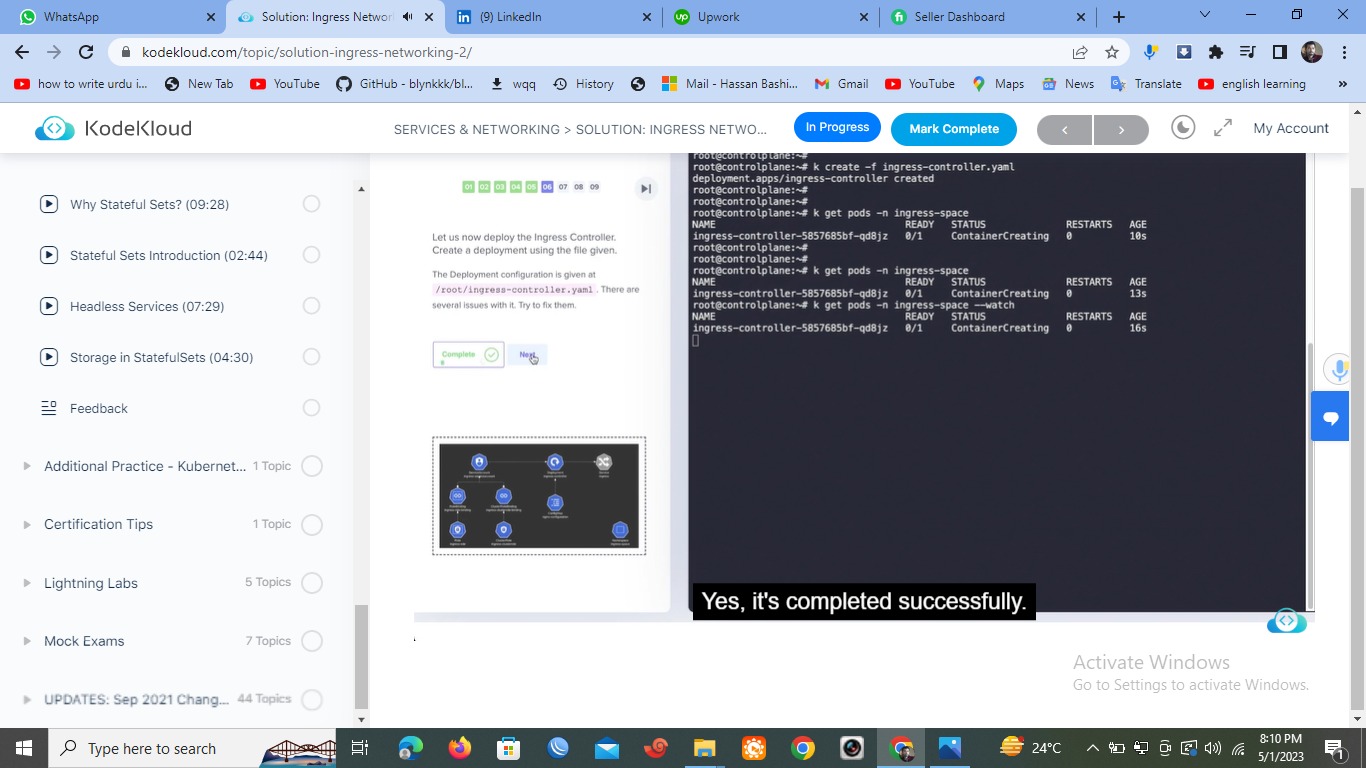 WhatsApp
Solution: Ingress Networ
(9) LinkedIn
Upwork
Seller Dashboard
kodekloud.com/topic/solution-ingress-networking-2/
how to write urdu i...
New Tab
YouTube
GitHub - blynkkk/bl...
wqq
History
Mail - Hassan Bashi...
Gmail
YouTube
Maps
News
Translate
english learning
»
KodeKloud
SERVICES & NETWORKING > SOLUTION: INGRESS NETWO...
In Progress
Mark Complete
<
>
My Account
Why Stateful Sets? (09:28)
Stateful Sets Introduction (02:44)
Headless Services (07:29)
Storage in StatefulSets (04:30)
Feedback
Additional Practice - Kubernet... 1 Topic
Certification Tips 1 Topic
Lightning Labs 5 Topics
Mock Exams 7 Topics
UPDATES: Sep 2021 Chang... 44 Topics
01 02 03 04 05 06 07 08 09
Let us now deploy the Ingress Controller.
Create a deployment using the file given.
The Deployment configuration is given at
/root/ingress-controller.yaml. There are
several issues with it. Try to fix them.
Complete
Next
root@controlplane:~#
root@controlplane:~# k create -f ingress-controller.yaml
deployment.apps/ingress-controller created
root@controlplane:~#
root@controlplane:~#
root@controlplane:~# k get pods -n ingress-space
NAME READY STATUS RESTARTS AGE
ingress-controller-5857685bf-qd8jz 0/1 ContainerCreating 0 10s
root@controlplane:~#
root@controlplane:~#
root@controlplane:~# k get pods -n ingress-space
NAME READY STATUS RESTARTS AGE
ingress-controller-5857685bf-qd8jz 0/1 ContainerCreating 0 13s
root@controlplane:~# k get pods -n ingress-space --watch
NAME READY STATUS RESTARTS AGE
ingress-controller-5857685bf-qd8jz 0/1 ContainerCreating 0 16s
Yes, it's completed successfully.
Activate Windows
Go to Settings to activate Windows.
Type here to search
24°C
8:10 PM
5/1/2023
1